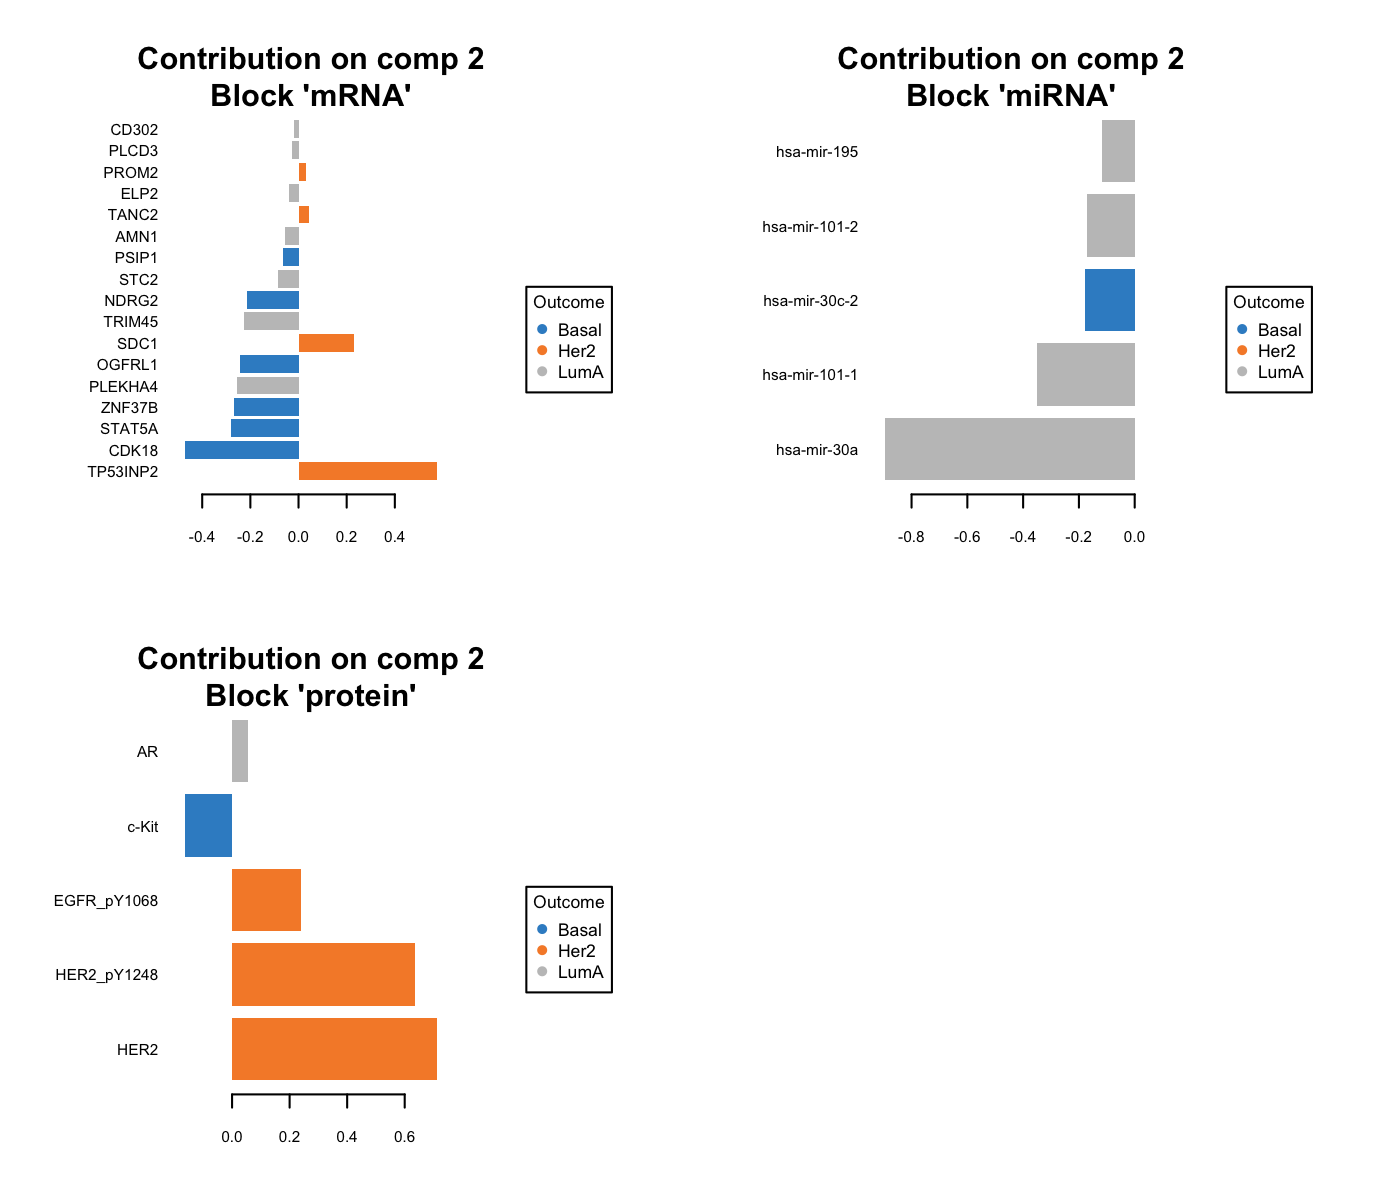 Contribution on comp 2
Block 'mRNA'
CD302
PLCD3
PROM2
ELP2
TANC2
AMN1
PSIP1
STC2
NDRG2
TRIM45
SDC1
OGFRL1
PLEKHA4
ZNF37B
STAT5A
CDK18
TP53INP2
-0.4 -0.2 0.0 0.2 0.4
Outcome
Basal
Her2
LumA
Contribution on comp 2
Block 'miRNA'
hsa-mir-195
hsa-mir-101-2
hsa-mir-30c-2
hsa-mir-101-1
hsa-mir-30a
-0.8 -0.6 -0.4 -0.2 0.0
Outcome
Basal
Her2
LumA
Contribution on comp 2
Block 'protein'
AR
c-Kit
EGFR_pY1068
HER2_pY1248
HER2
0.0 0.2 0.4 0.6
Outcome
Basal
Her2
LumA